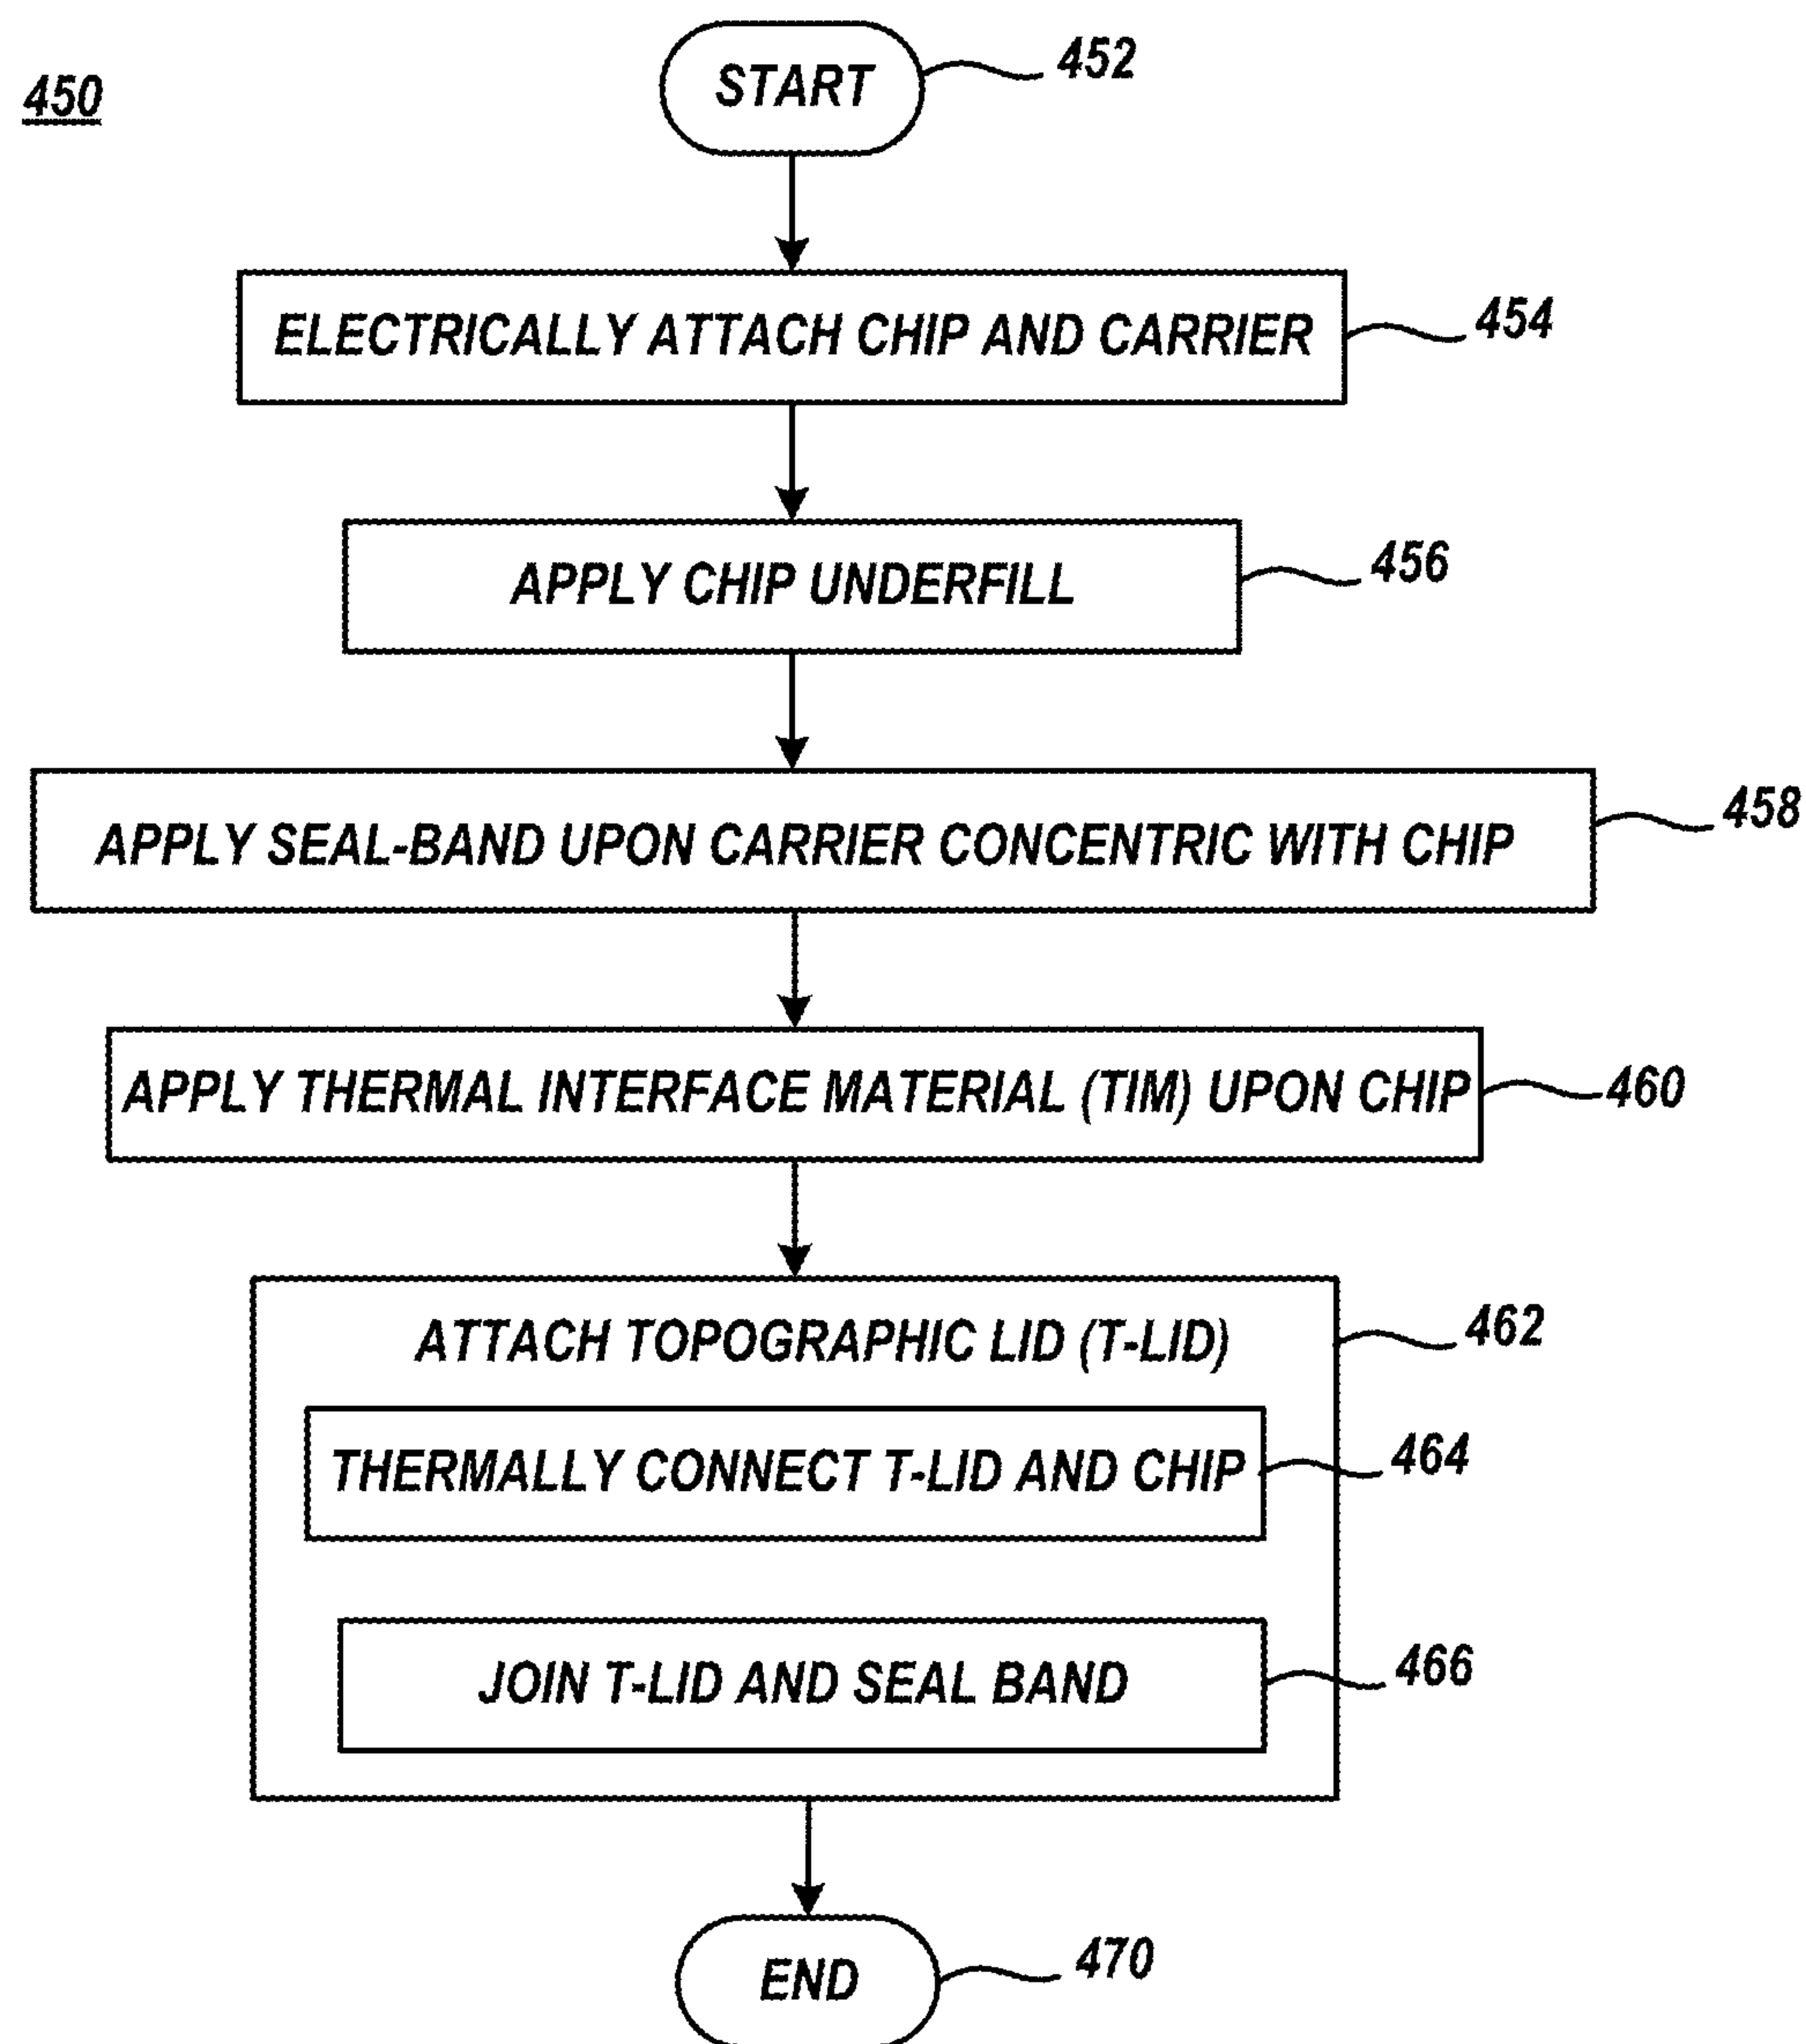 450
START
452
ELECTRICALLY ATTACH CHIP AND CARRIER
454
APPLY CHIP UNDERFILL
456
APPLY SEAL-BAND UPON CARRIER CONCENTRIC WITH CHIP
458
APPLY THERMAL INTERFACE MATERIAL (TIM) UPON CHIP
460
ATTACH TOPOGRAPHIC LID (T-LID)
462
THERMALLY CONNECT T-LID AND CHIP
464
JOIN T-LID AND SEAL BAND
466
END
470